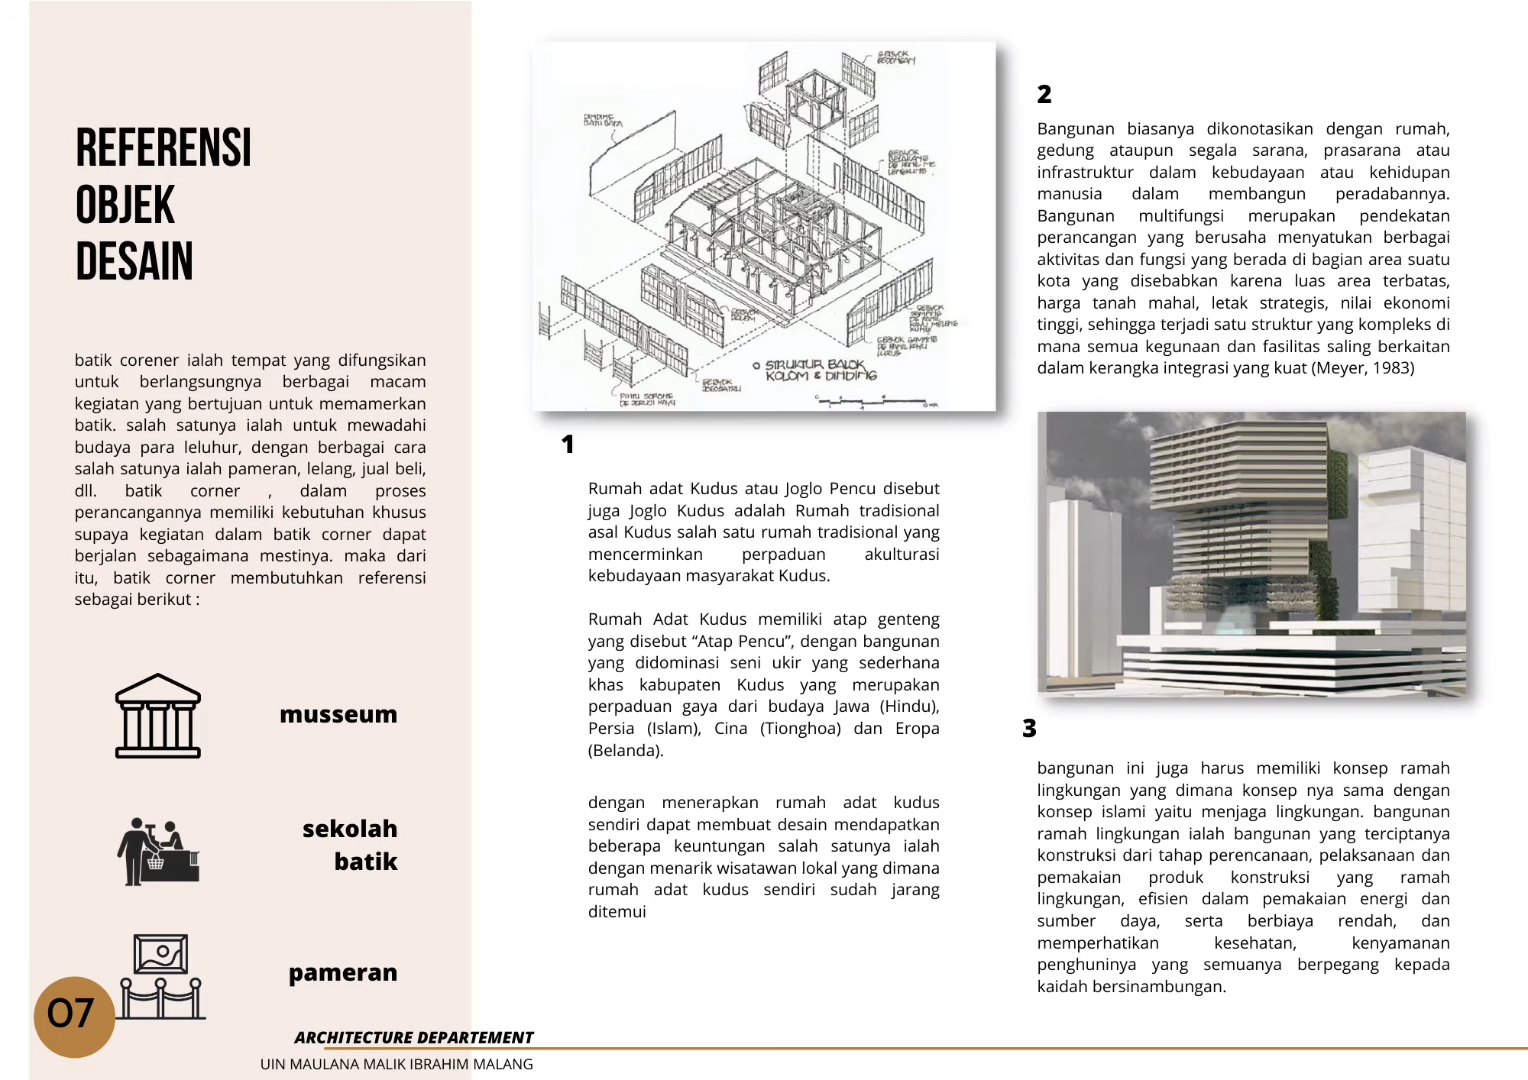 REFERENSI
OBJEK
DESAIN
batik corener ialah tempat yang difungsikan
untuk berlangsungnya berbagai macam
kegiatan yang bertujuan untuk memamerkan
batik. salah satunya ialah untuk mewadahi
budaya para leluhur, dengan berbagai cara
salah satunya ialah pameran, lelang, jual beli,
dll. batik corner , dalam proses
perancangannya memiliki kebutuhan khusus
supaya kegiatan dalam batik corner dapat
berjalan sebagaimana mestinya. maka dari
itu, batik corner membutuhkan referensi
sebagai berikut :
musseum
sekolah
batik
pameran
07
ARCHITECTURE DEPARTEMENT
UIN MAULANA MALIK IBRAHIM MALANG
DINDING
BATU BATA
GEBYOK
GEBYOK
GEBYOK
GEBYOK
STRUKTUR BALOK
KOLOM & DINDING
1
Rumah adat Kudus atau Joglo Pencu disebut
juga Joglo Kudus adalah Rumah tradisional
asal Kudus salah satu rumah tradisional yang
mencerminkan perpaduan akulturasi
kebudayaan masyarakat Kudus.
Rumah Adat Kudus memiliki atap genteng
yang disebut “Atap Pencu”, dengan bangunan
yang didominasi seni ukir yang sederhana
khas kabupaten Kudus yang merupakan
perpaduan gaya dari budaya Jawa (Hindu),
Persia (Islam), Cina (Tionghoa) dan Eropa
(Belanda).
dengan menerapkan rumah adat kudus
sendiri dapat membuat desain mendapatkan
beberapa keuntungan salah satunya ialah
dengan menarik wisatawan lokal yang dimana
rumah adat kudus sendiri sudah jarang
ditemui
2
Bangunan biasanya dikonotasikan dengan rumah,
gedung ataupun segala sarana, prasarana atau
infrastruktur dalam kebudayaan atau kehidupan
manusia dalam membangun peradabannya.
Bangunan multifungsi merupakan pendekatan
perancangan yang berusaha menyatukan berbagai
aktivitas dan fungsi yang berada di bagian area suatu
kota yang disebabkan karena luas area terbatas,
harga tanah mahal, letak strategis, nilai ekonomi
tinggi, sehingga terjadi satu struktur yang kompleks di
mana semua kegunaan dan fasilitas saling berkaitan
dalam kerangka integrasi yang kuat (Meyer, 1983)
3
bangunan ini juga harus memiliki konsep ramah
lingkungan yang dimana konsep nya sama dengan
konsep islami yaitu menjaga lingkungan. bangunan
ramah lingkungan ialah bangunan yang terciptanya
konstruksi dari tahap perencanaan, pelaksanaan dan
pemakaian produk konstruksi yang ramah
lingkungan, efisien dalam pemakaian energi dan
sumber daya, serta berbiaya rendah, dan
memperhatikan kesehatan, kenyamanan
penghuninya yang semuanya berpegang kepada
kaidah bersinambungan.